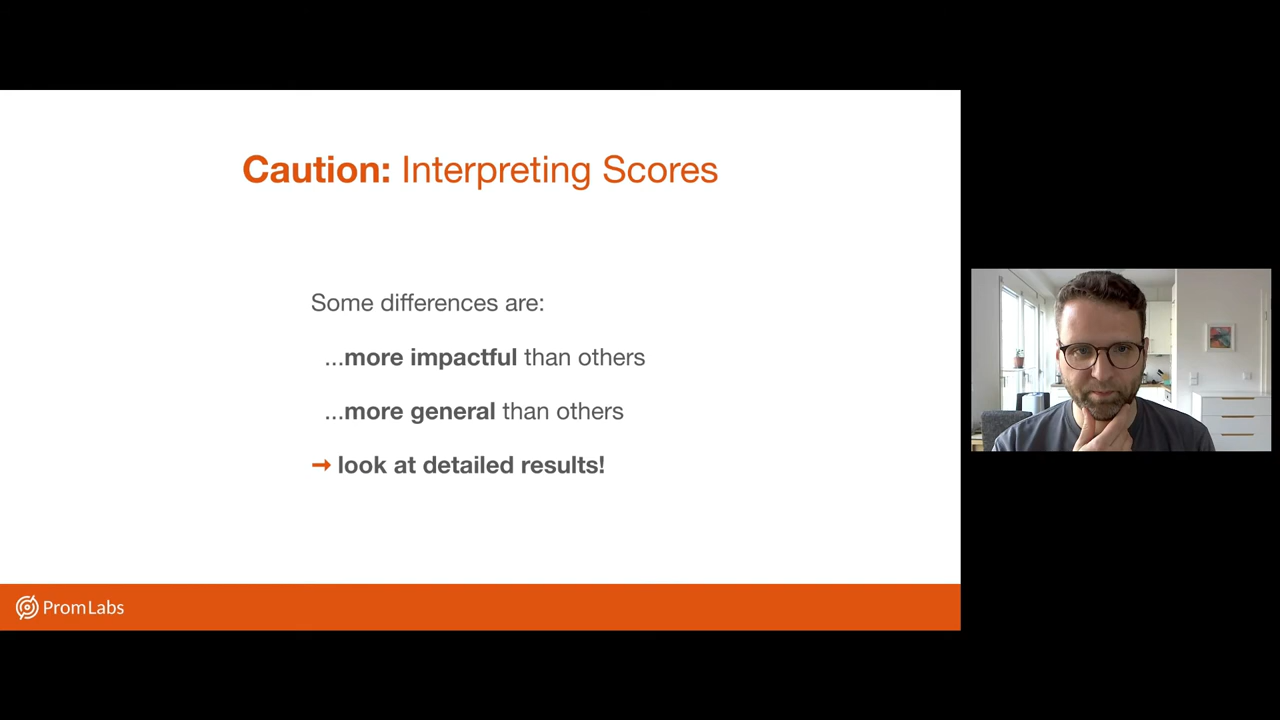 Caution: Interpreting Scores
Some differences are:
...more impactful than others
...more general than others
→ look at detailed results!
PromLabs